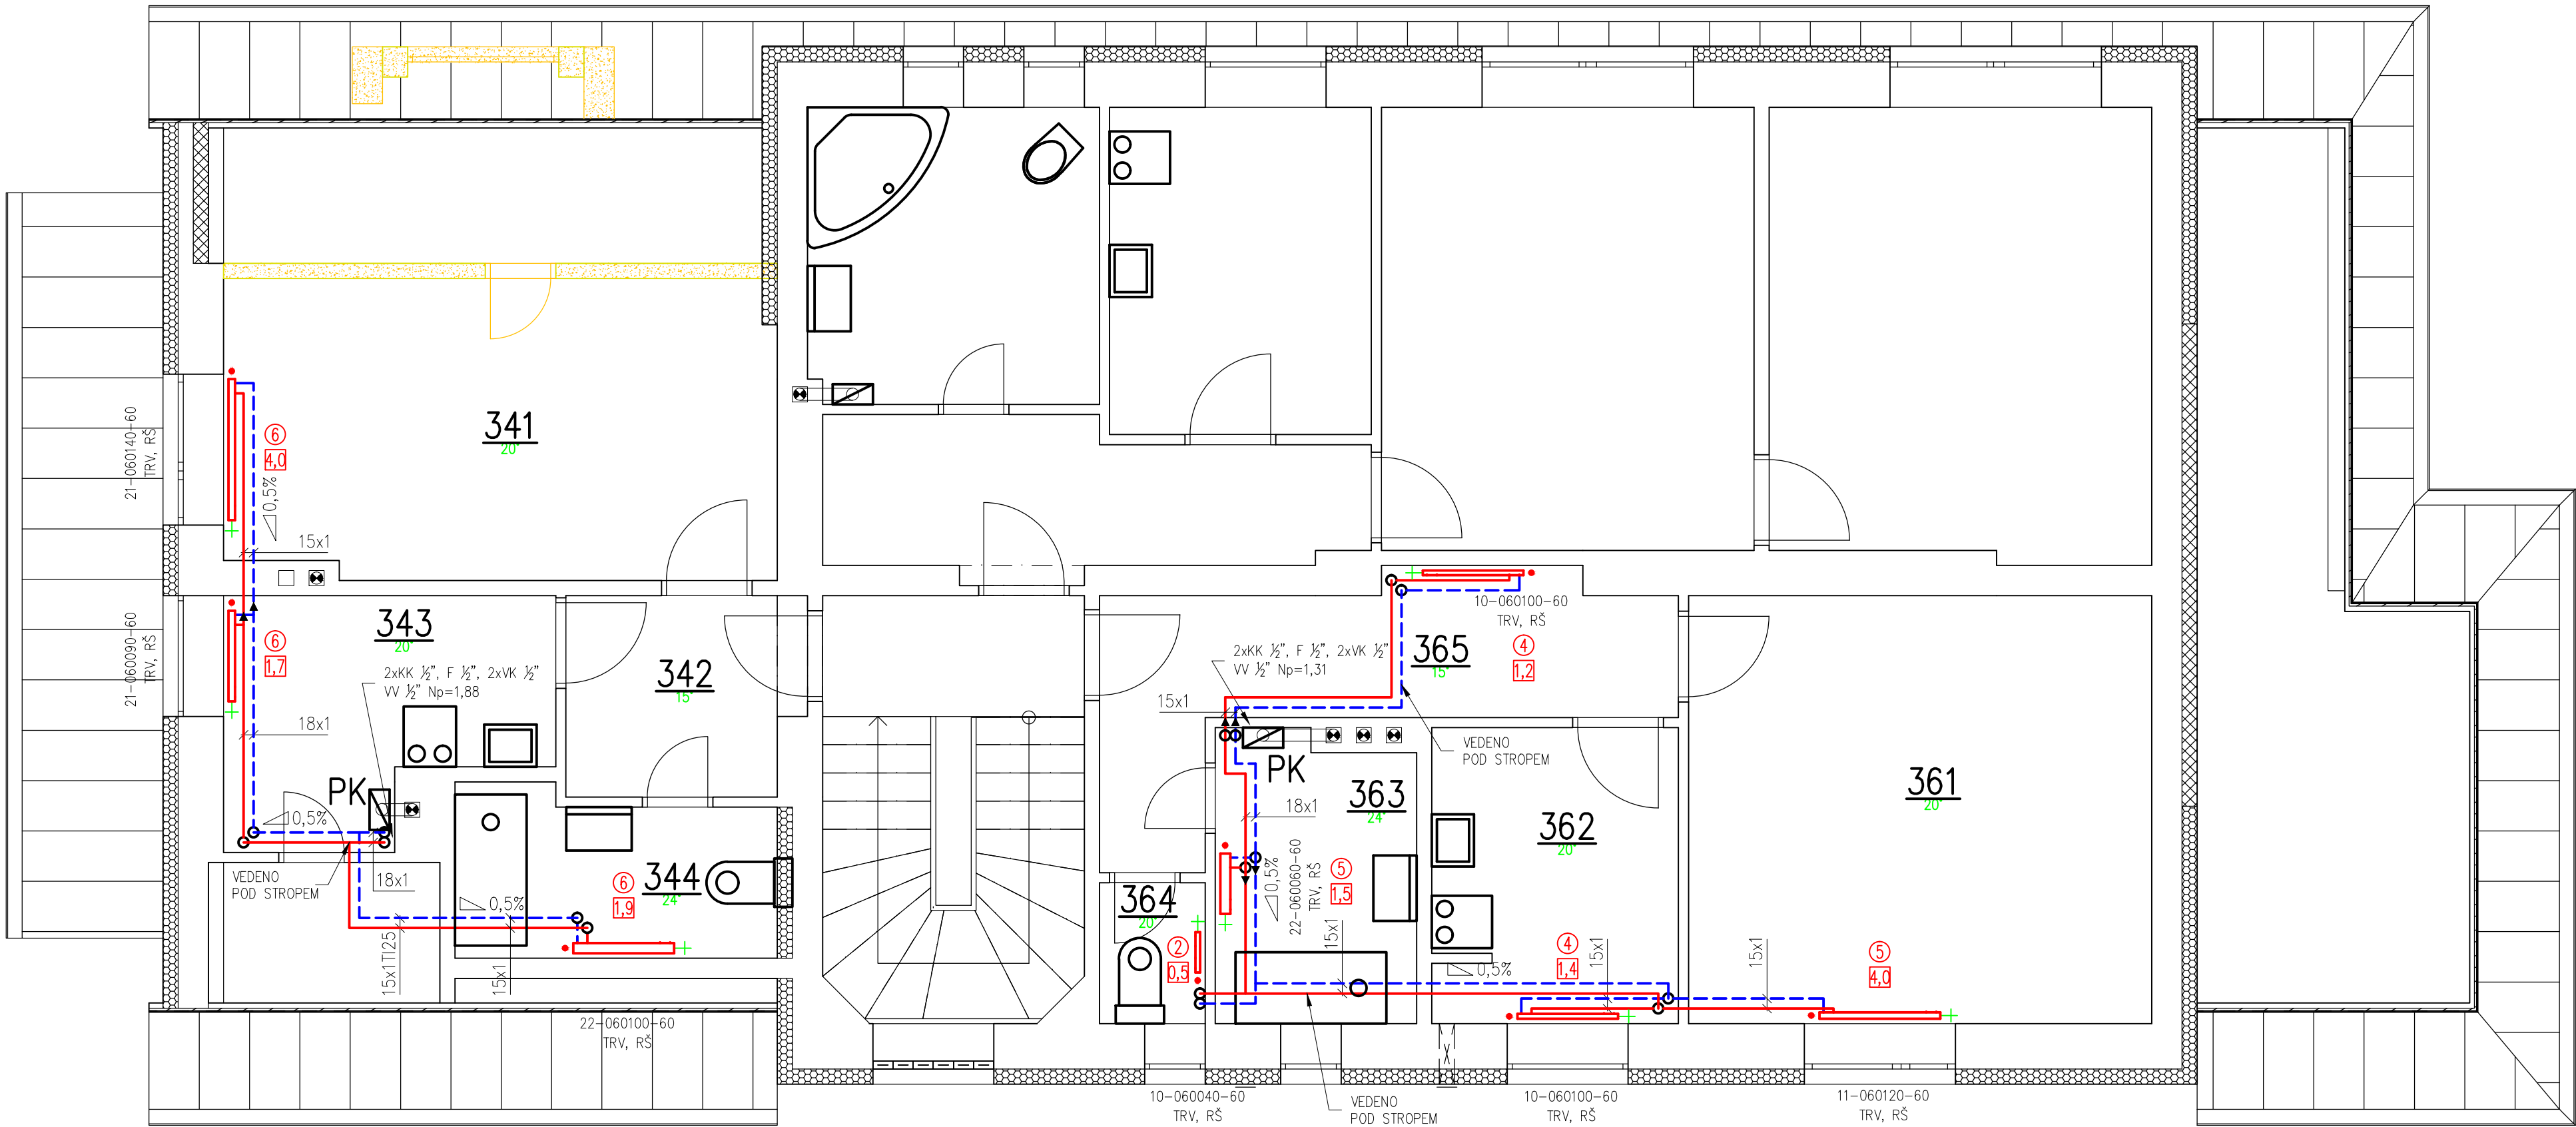 341
20°
21-060140-60
TRV, RŠ
6
4,0
0,5%
15x1
21-060090-60
TRV, RŠ
6
1,7
343
20°
2xKK ½", F ½", 2xVK ½"
VV ½" Np=1,88
18x1
342
15°
PK
0,5%
VEDENO
POD STROPEM
18x1
0,5%
6
1,9
344
24°
15x1TI25
15x1
22-060100-60
TRV, RŠ
10-060100-60
TRV, RŠ
4
1,2
365
15°
2xKK ½", F ½", 2xVK ½"
VV ½" Np=1,31
15x1
VEDENO
POD STROPEM
PK
363
24°
18x1
0,5%
22-060060-60
TRV, RŠ
5
1,5
15x1
364
20°
2
0,5
362
20°
0,5%
4
1,4
15x1
361
20°
15x1
5
4,0
10-060040-60
TRV, RŠ
VEDENO
POD STROPEM
10-060100-60
TRV, RŠ
11-060120-60
TRV, RŠ